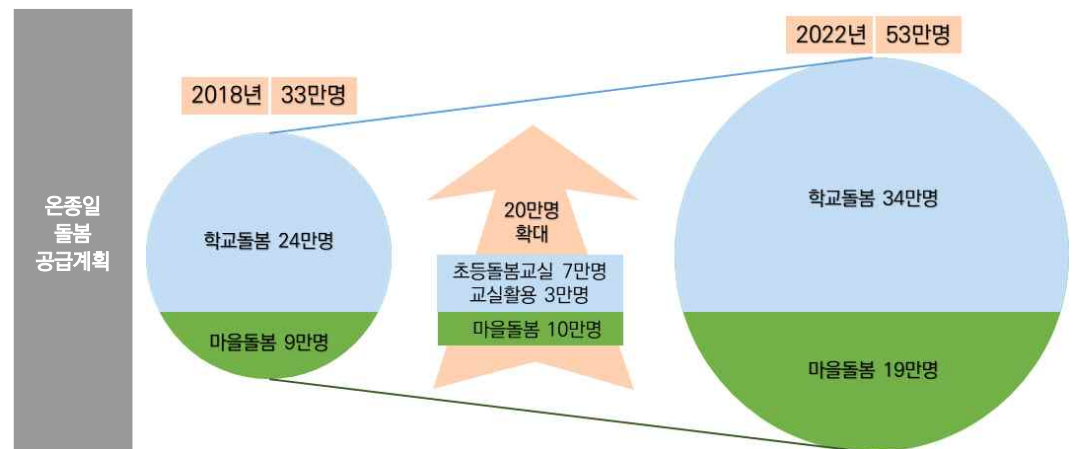 온종일
돌봄
공급계획
2018년 33만명
학교돌봄 24만명
마을돌봄 9만명
20만명
확대
초등돌봄교실 7만명
교실활용 3만명
마을돌봄 10만명
2022년 53만명
학교돌봄 34만명
마을돌봄 19만명